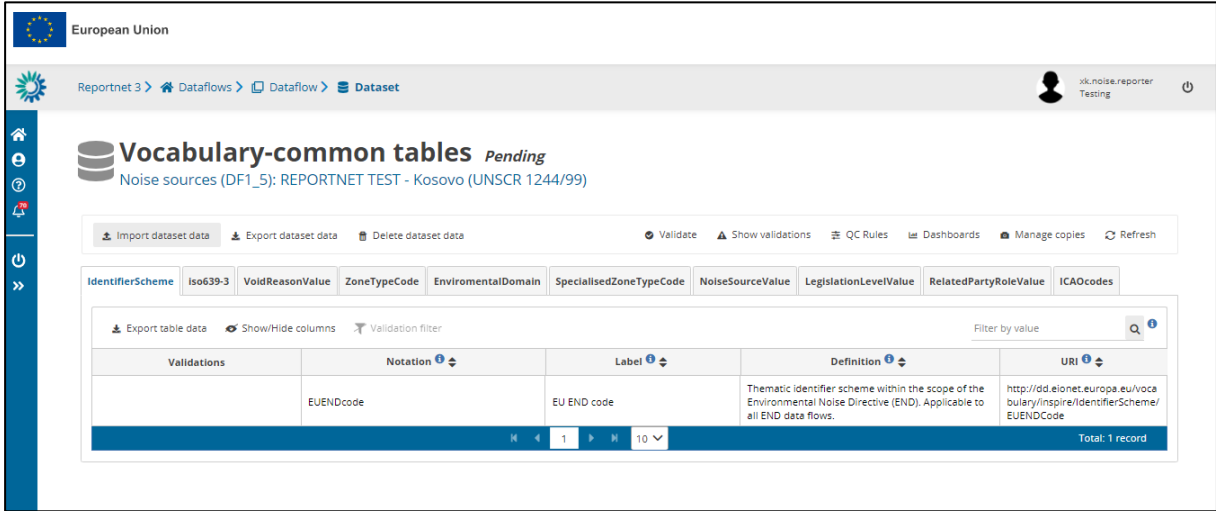 European Union
Reportnet 3 Dataflows Dataflow Dataset
xk.noise.reporter
Testing
70
Vocabulary-common tables Pending
Noise sources (DF1_5): REPORTNET TEST - Kosovo (UNSCR 1244/99)
Import dataset data Export dataset data Delete dataset data Validate Show validations QC Rules Dashboards Manage copies Refresh
IdentifierScheme iso639-3 VoidReasonValue ZoneTypeCode EnviromentalDomain SpecialisedZoneTypeCode NoiseSourceValue LegislationLevelValue RelatedPartyRoleValue ICAOcodes
Export table data Show/Hide columns Validation filter Filter by value
Validations Notation Label Definition URI
EUENDcode EU END code
Thematic identifier scheme within the scope of the
Environmental Noise Directive (END). Applicable to
all END data flows.
http://dd.eionet.europa.eu/voca
bulary/inspire/IdentifierScheme/
EUENDCode
1 10 Total: 1 record